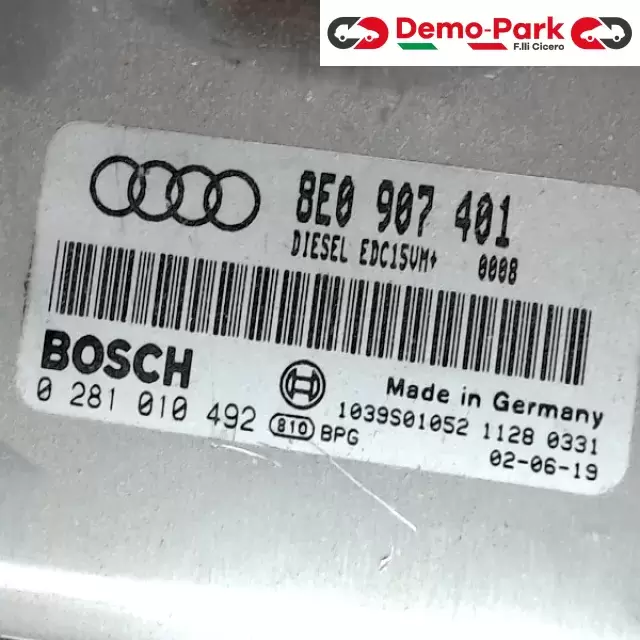 Demo-Park
F.lli Cicero
8E0 907 401
DIESEL EDC15VM+ 0008
BOSCH
Made in Germany
0 281 010 492 810 BPG 1039S01052 1128 0331
02-06-19